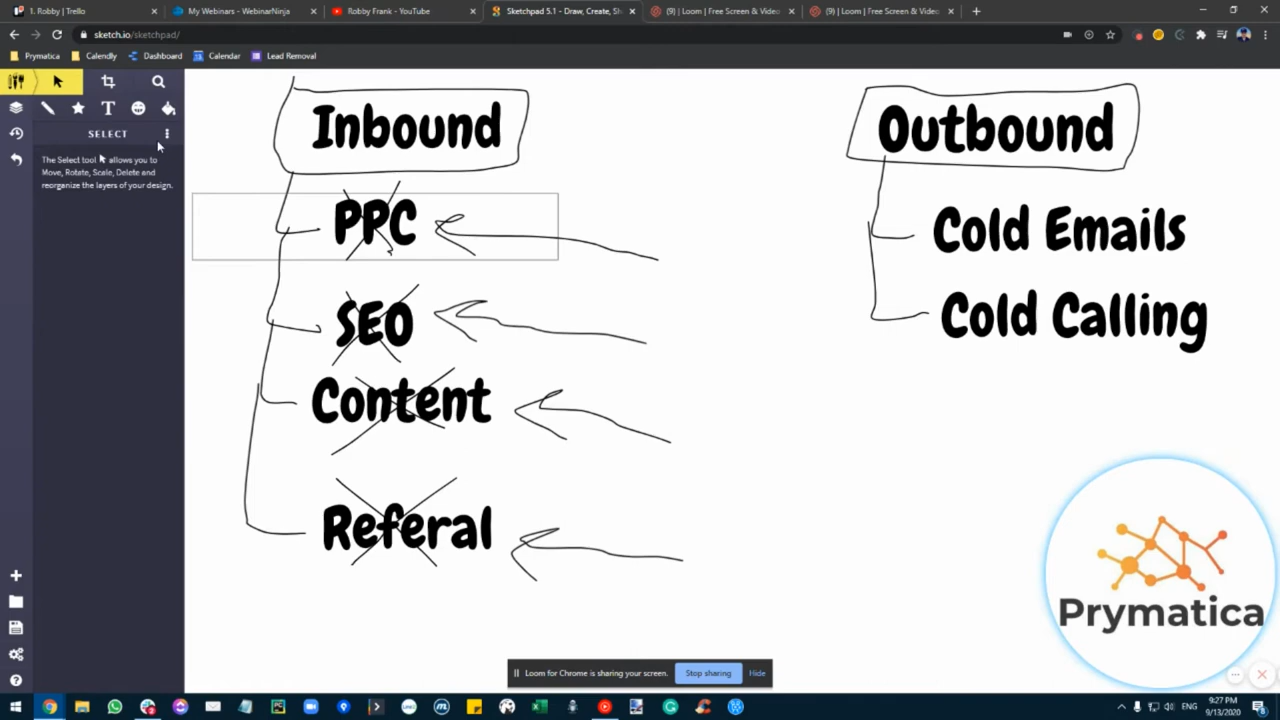 1. Robby | Trello
My Webinars - WebinarNinja
Robby Frank - YouTube
Sketchpad 5.1 - Draw, Create, Sh
(9) | Loom | Free Screen & Video
(9) | Loom | Free Screen & Video
sketch.io/sketchpad/
Prymatica
Calendly
Dashboard
Calendar
Lead Removal
SELECT
The Select tool allows you to
Move, Rotate, Scale, Delete and
reorganize the layers of your design.
Inbound
PPC
SEO
Content
Referal
Outbound
Cold Emails
Cold Calling
Prymatica
Loom for Chrome is sharing your screen.
Stop sharing
Hide
ENG
9:27 PM
9/13/2020